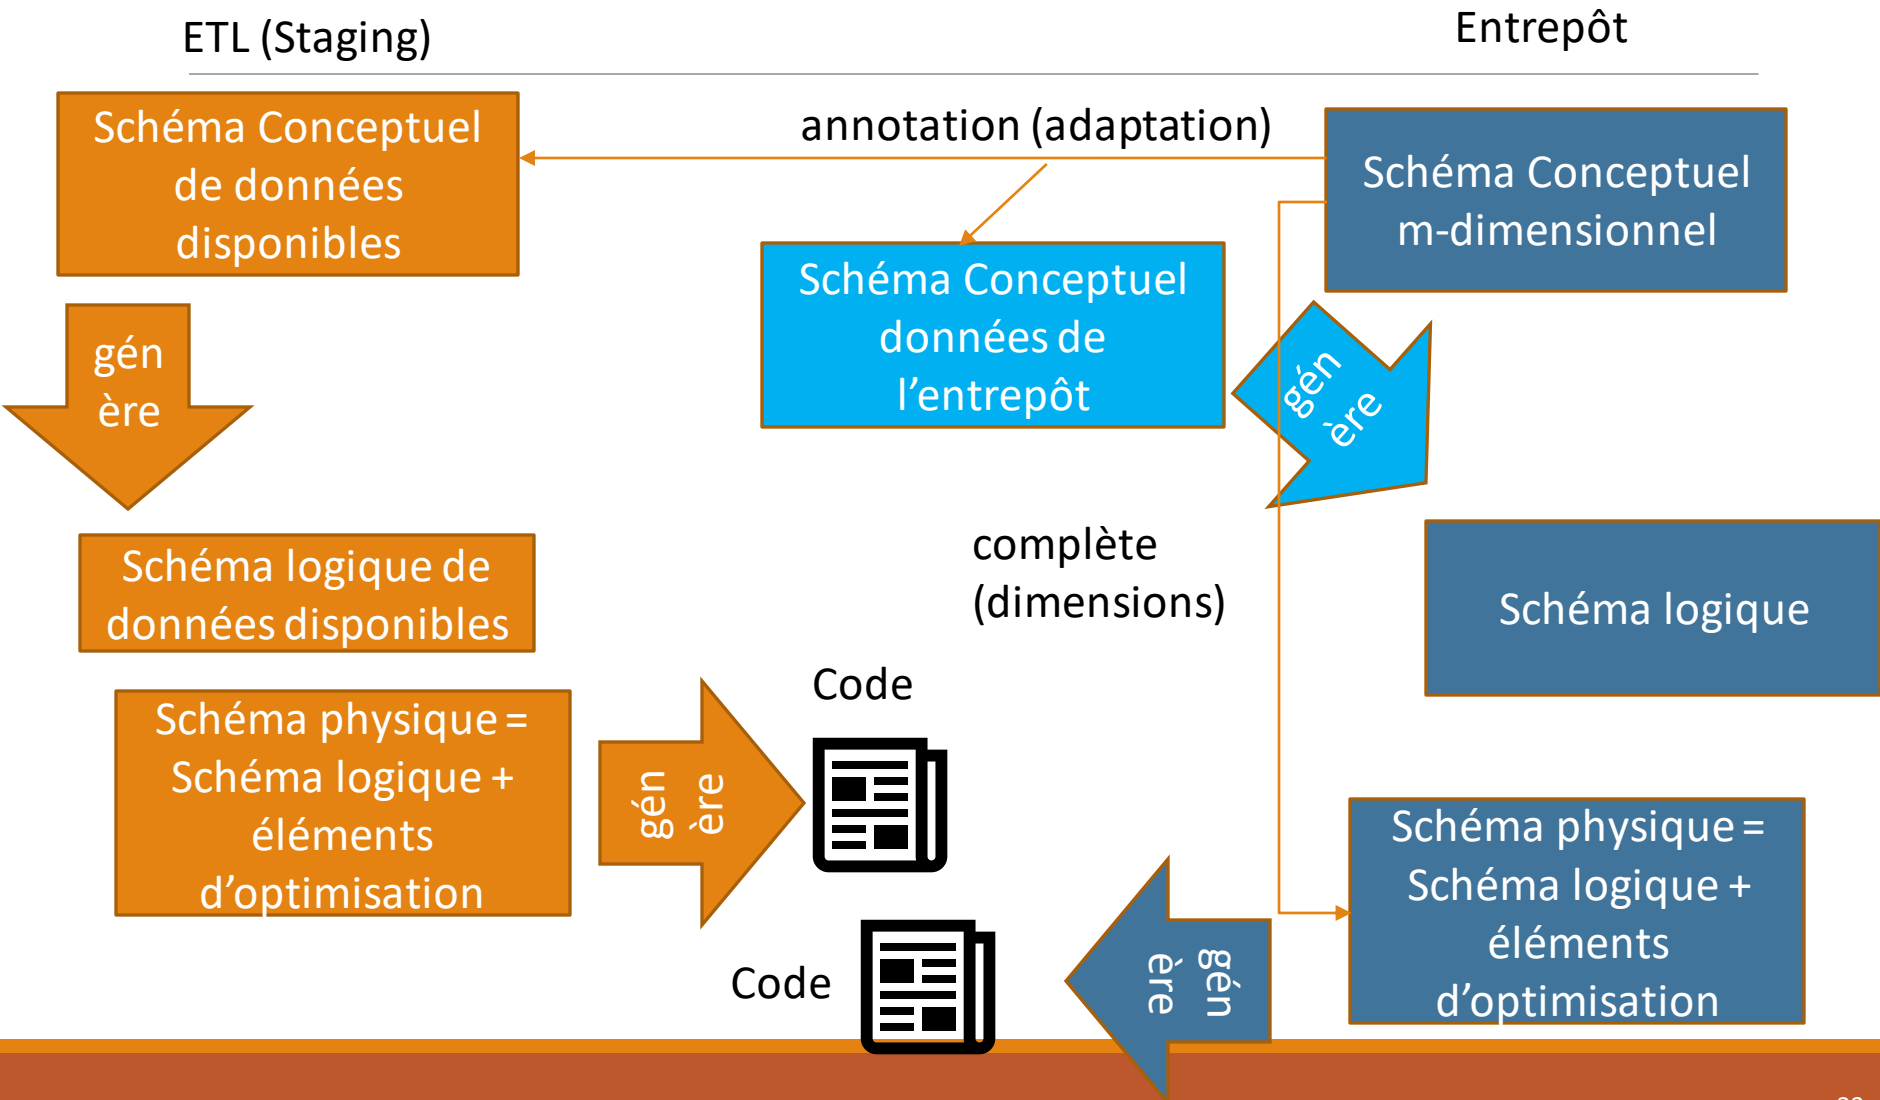 ETL (Staging)
Entrepôt
Schéma Conceptuel
de données
disponibles
annotation (adaptation)
Schéma Conceptuel
m-dimensionnel
Schéma Conceptuel
données de
l’entrepôt
gén
ère
gén
ère
Schéma logique de
données disponibles
complète
(dimensions)
Schéma logique
Schéma physique =
Schéma logique +
éléments
d’optimisation
gén
ère
Code
Code
gén
ère
Schéma physique =
Schéma logique +
éléments
d’optimisation